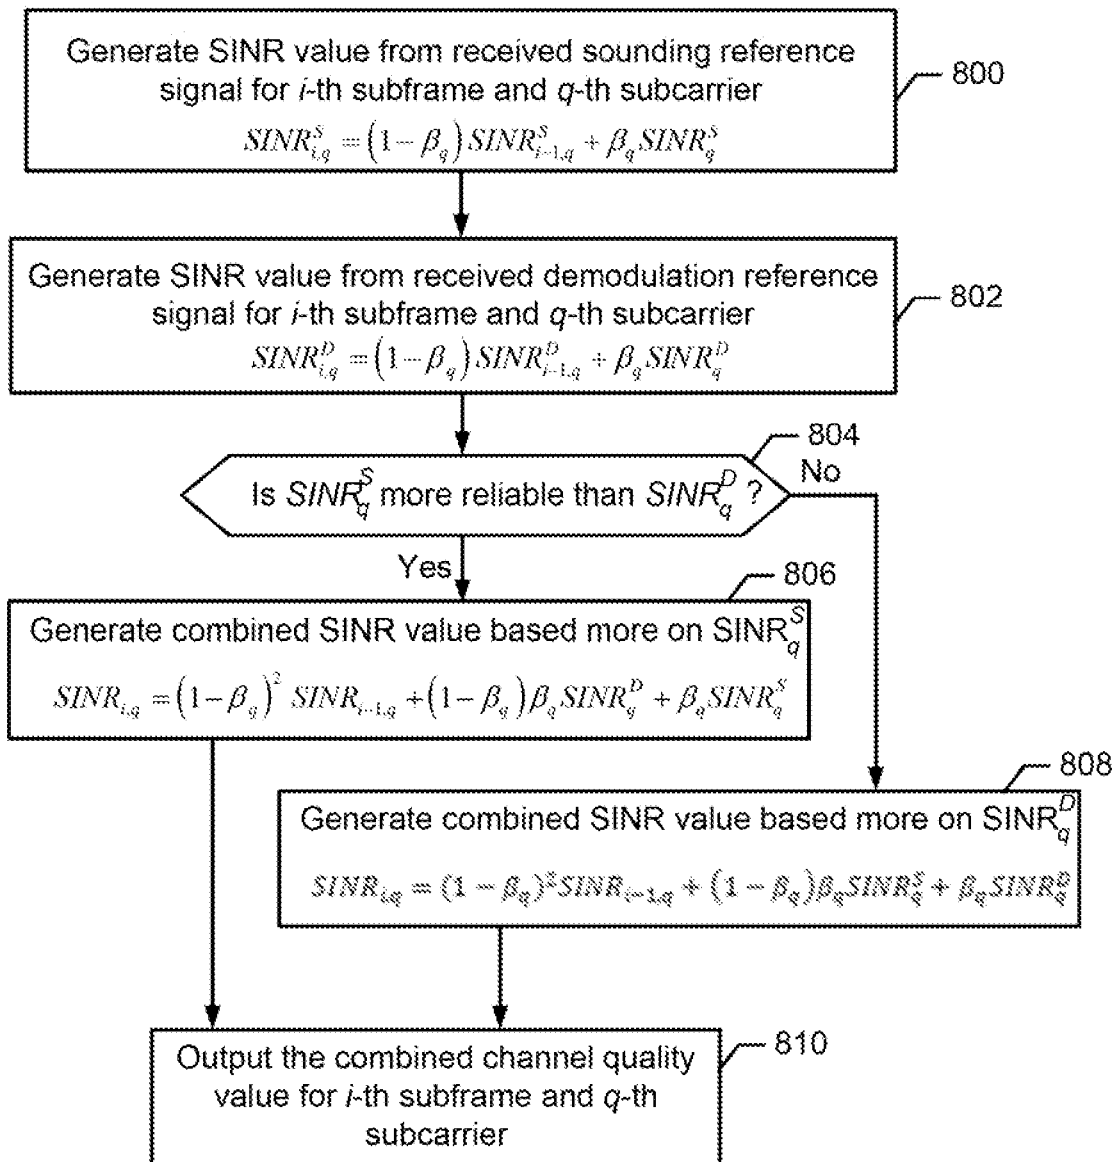 Generate SINR value from received sounding reference
signal for i-th subframe and q-th subcarrier
800
SINR^S_{i,q} = (1-β_q) SINR^S_{i-1,q} + β_q SINR^S_q
Generate SINR value from received demodulation reference
signal for i-th subframe and q-th subcarrier
802
SINR^D_{i,q} = (1-β_q) SINR^D_{i-1,q} + β_q SINR^D_q
804
Is SINR^S_q more reliable than SINR^D_q ?
No
Yes
806
Generate combined SINR value based more on SINR^S_q
SINR_{i,q} = (1-β_q)^2 SINR_{i-1,q} + (1-β_q)β_q SINR^D_q + β_q SINR^S_q
808
Generate combined SINR value based more on SINR^D_q
SINR_{i,q} = (1-β_q)^2 SINR_{i-1,q} + (1-β_q)β_q SINR^S_q + β_q SINR^D_q
810
Output the combined channel quality
value for i-th subframe and q-th
subcarrier